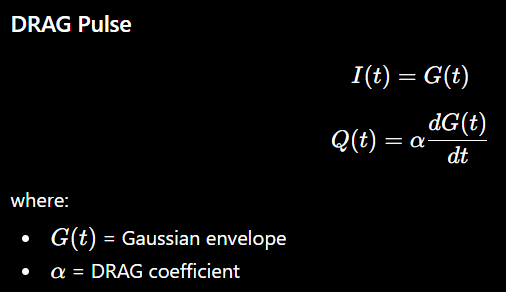 DRAG Pulse
I(t) = G(t)
Q(t) = α dG(t)/dt
where:
• G(t) = Gaussian envelope
• α = DRAG coefficient